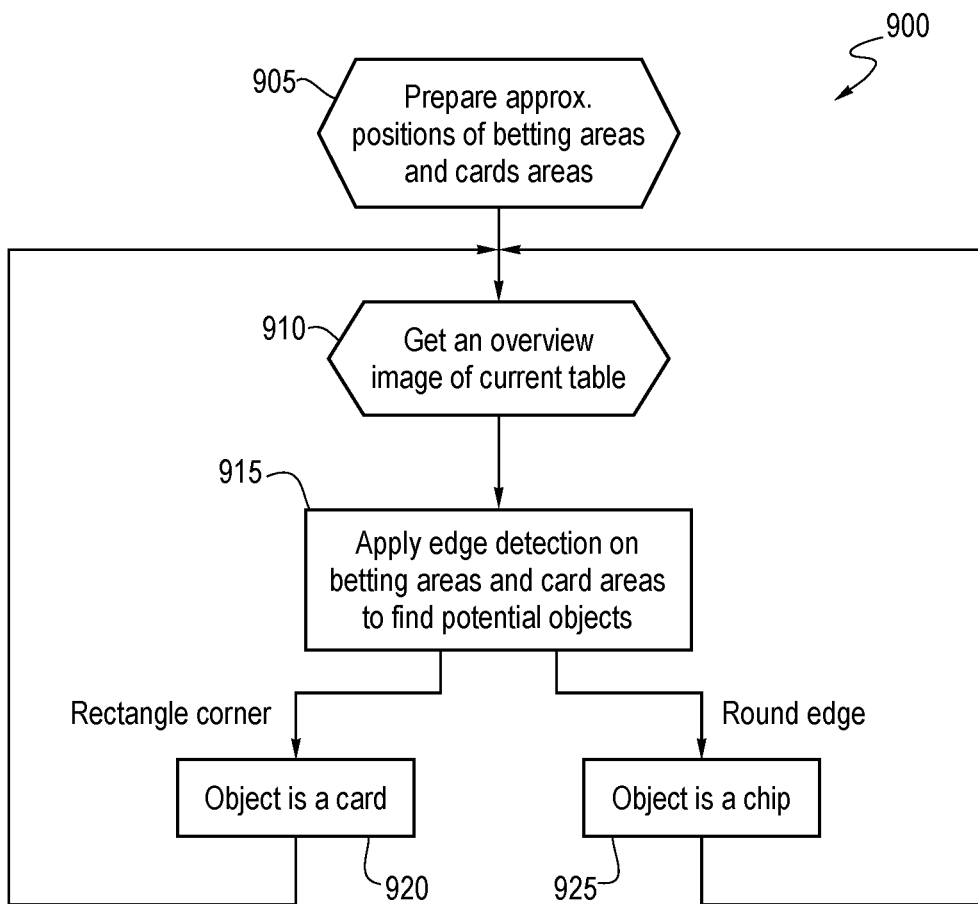 900
905
Prepare approx.
positions of betting areas
and cards areas
910
Get an overview
image of current table
915
Apply edge detection on
betting areas and card areas
to find potential objects
Rectangle corner
Round edge
Object is a card
Object is a chip
920
925